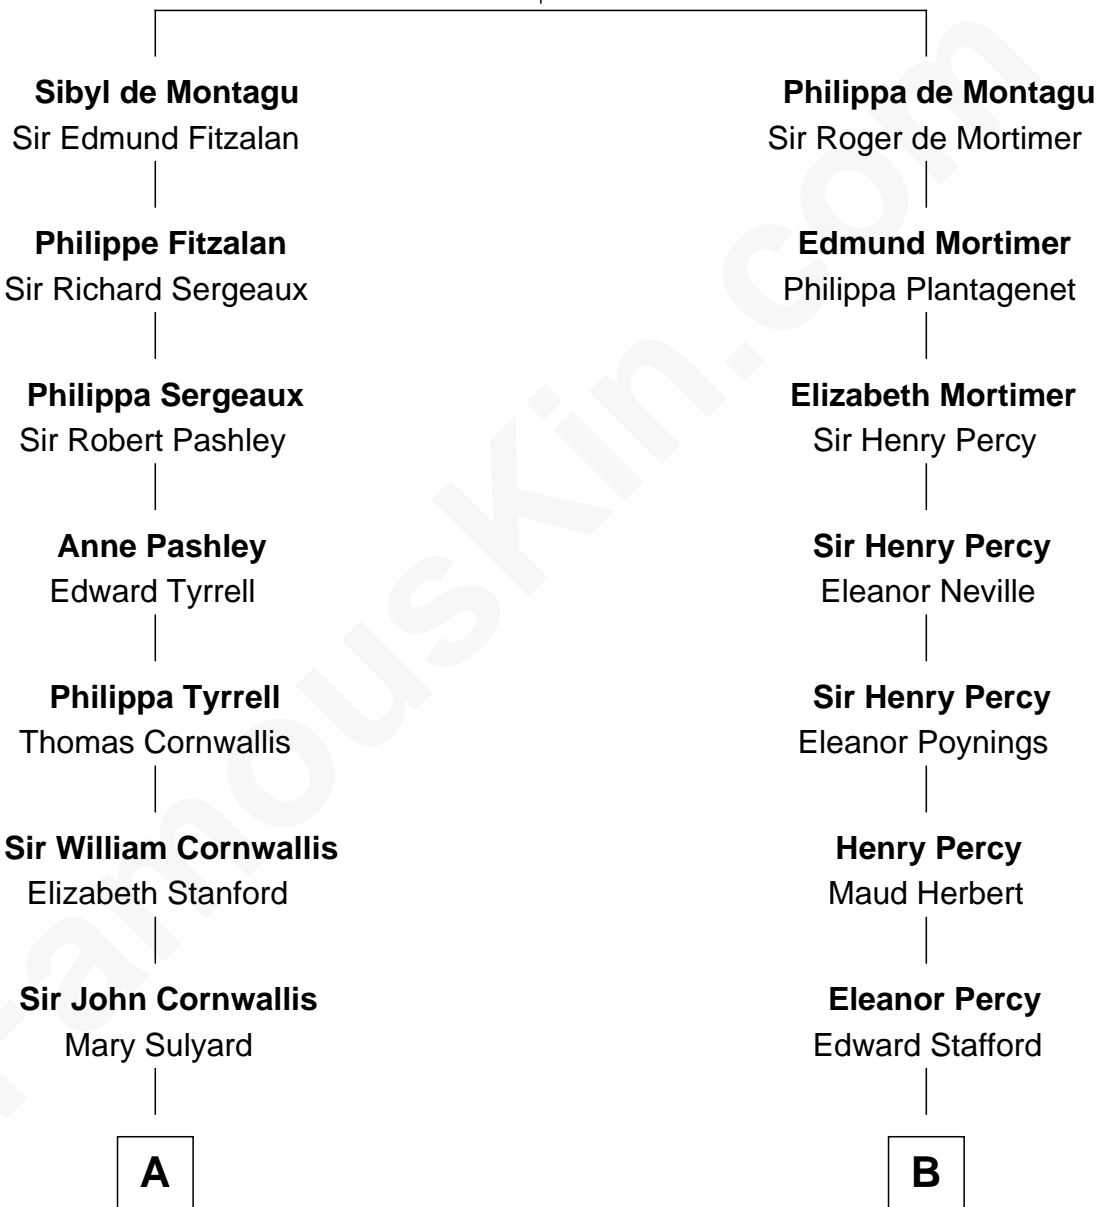 Sibyl de Montagu
Sir Edmund Fitzalan
Philippe Fitzalan
Sir Richard Sergeaux
Philippa Sergeaux
Sir Robert Pashley
Anne Pashley
Edward Tyrrell
Philippa Tyrrell
Thomas Cornwallis
Sir William Cornwallis
Elizabeth Stanford
Sir John Cornwallis
Mary Sulyard
A
Philippa de Montagu
Sir Roger de Mortimer
Edmund Mortimer
Philippa Plantagenet
Elizabeth Mortimer
Sir Henry Percy
Sir Henry Percy
Eleanor Neville
Sir Henry Percy
Eleanor Poynings
Henry Percy
Maud Herbert
Eleanor Percy
Edward Stafford
B
FamousKin.com